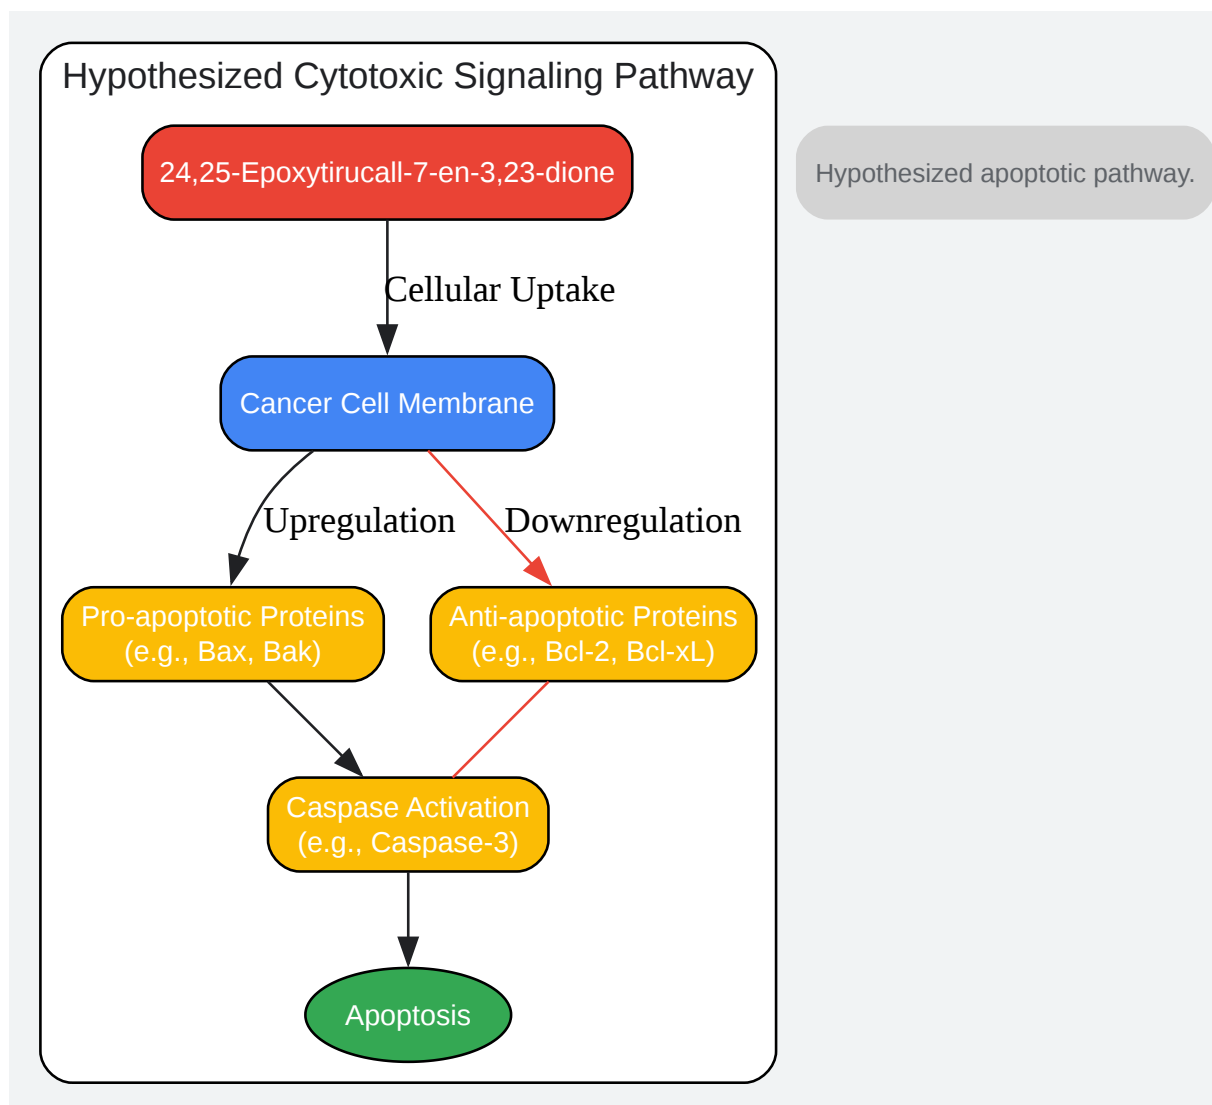 Hypothesized Cytotoxic Signaling Pathway
24,25-Epoxytirucall-7-en-3,23-dione
Hypothesized apoptotic pathway.
Cellular Uptake
Cancer Cell Membrane
Upregulation
Downregulation
Pro-apoptotic Proteins
(e.g., Bax, Bak)
Anti-apoptotic Proteins
(e.g., Bcl-2, Bcl-xL)
Caspase Activation
(e.g., Caspase-3)
Apoptosis